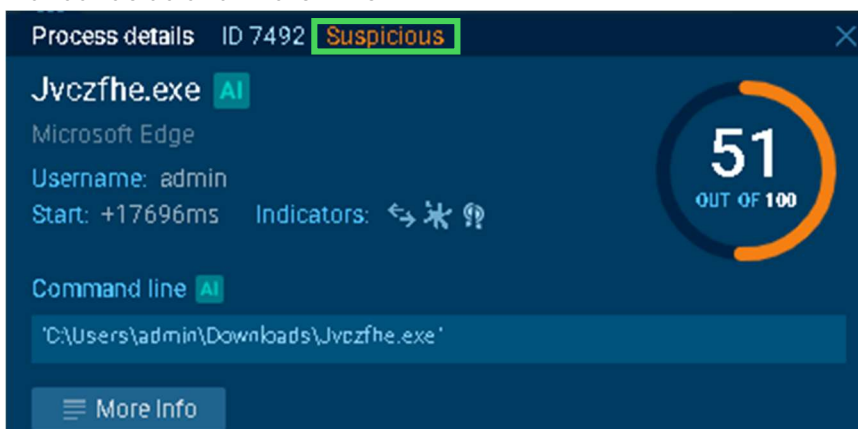 Process details ID 7492 Suspicious
Jvczfhe.exe AI
Microsoft Edge
Username: admin
Start: +17696ms Indicators:
51
OUT OF 100
Command line AI
'C:\Users\admin\Downloads\Jvczfhe.exe'
More Info